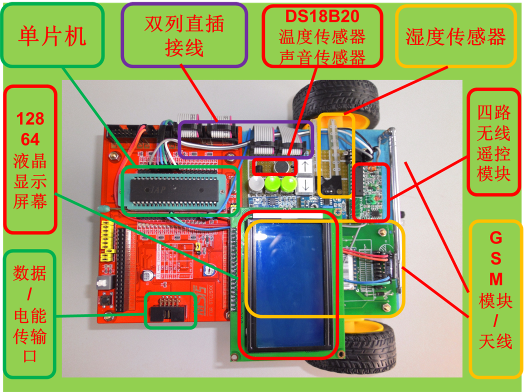 单片机
双列直插
接线
DS18B20
温度传感器
声音传感器
湿度传感器
128
64
液晶
显示
屏幕
四路
无线
遥控
模块
数据
/
电能
传输
口
G
S
M
模块
/
天线